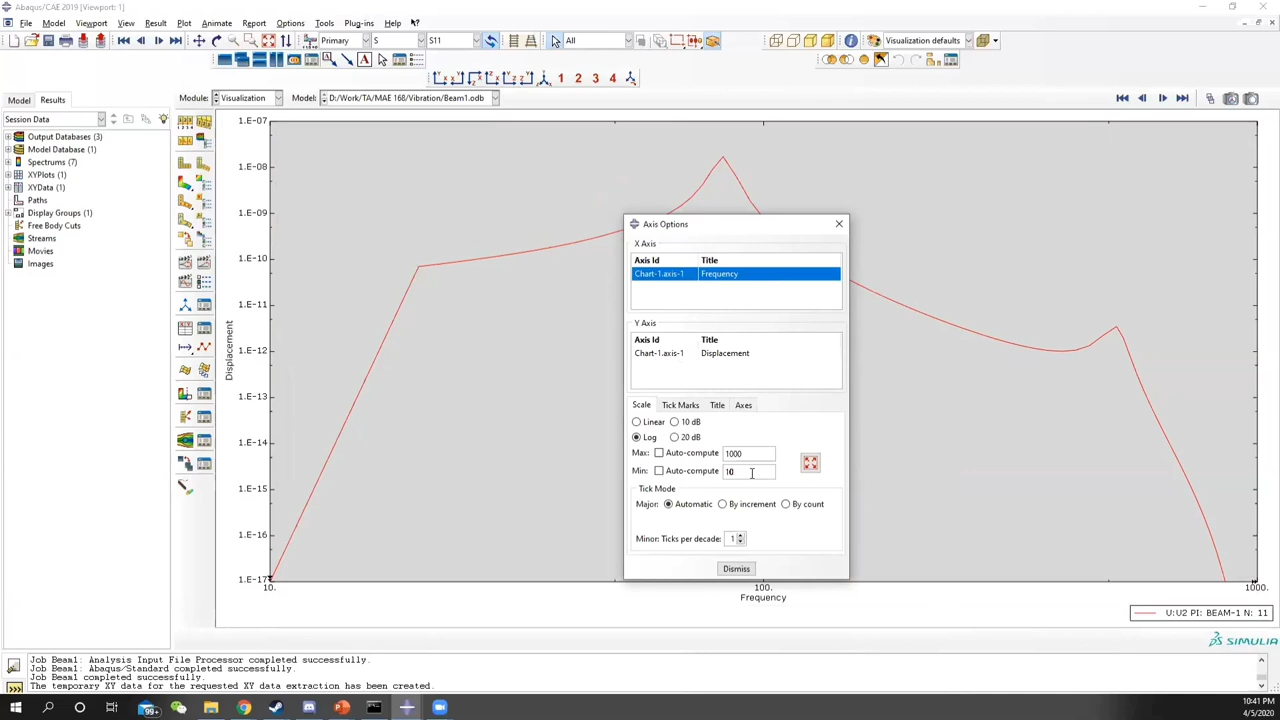 Abaqus/CAE 2019 [Viewport: 1]
File Model Viewport View Result Plot Animate Report Options Tools Plug-ins Help
Primary S S11 All Visualization defaults
1 2 3 4
Model Results Module: Visualization Model: D:/Work/TA/MAE 168/Vibration/Beam1.odb
Session Data
Output Databases (3)
Model Database (1)
Spectrums (7)
XYPlots (1)
XYData (1)
Paths
Display Groups (1)
Free Body Cuts
Streams
Movies
Images
1.E-07
1.E-08
1.E-09
1.E-10
1.E-11
1.E-12
1.E-13
1.E-14
1.E-15
1.E-16
1.E-17
Displacement
10. 100. 1000.
Frequency
U:U2 PI: BEAM-1 N: 11
Axis Options
X Axis
Axis Id Title
Chart-1.axis-1 Frequency
Y Axis
Axis Id Title
Chart-1.axis-1 Displacement
Scale Tick Marks Title Axes
Linear 10 dB
Log 20 dB
Max: Auto-compute 1000
Min: Auto-compute 10
Tick Mode
Major: Automatic By increment By count
Minor: Ticks per decade: 1
Dismiss
SIMULIA
Job Beam1: Analysis Input File Processor completed successfully.
Job Beam1: Abaqus/Standard completed successfully.
Job Beam1 completed successfully.
The temporary XY data for the requested XY data extraction has been created.
99+
10:41 PM
4/5/2020